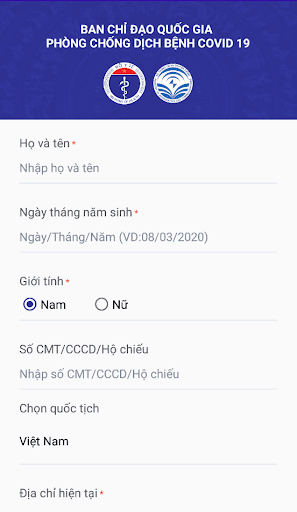 BAN CHỈ ĐẠO QUỐC GIA
PHÒNG CHỐNG DỊCH BỆNH COVID 19
BỘ Y TẾ
Họ và tên *
Nhập họ và tên
Ngày tháng năm sinh *
Ngày/Tháng/Năm (VD:08/03/2020)
Giới tính *
Nam Nữ
Số CMT/CCCD/Hộ chiếu
Nhập số CMT/CCCD/Hộ chiếu
Chọn quốc tịch
Việt Nam
Địa chỉ hiện tại *